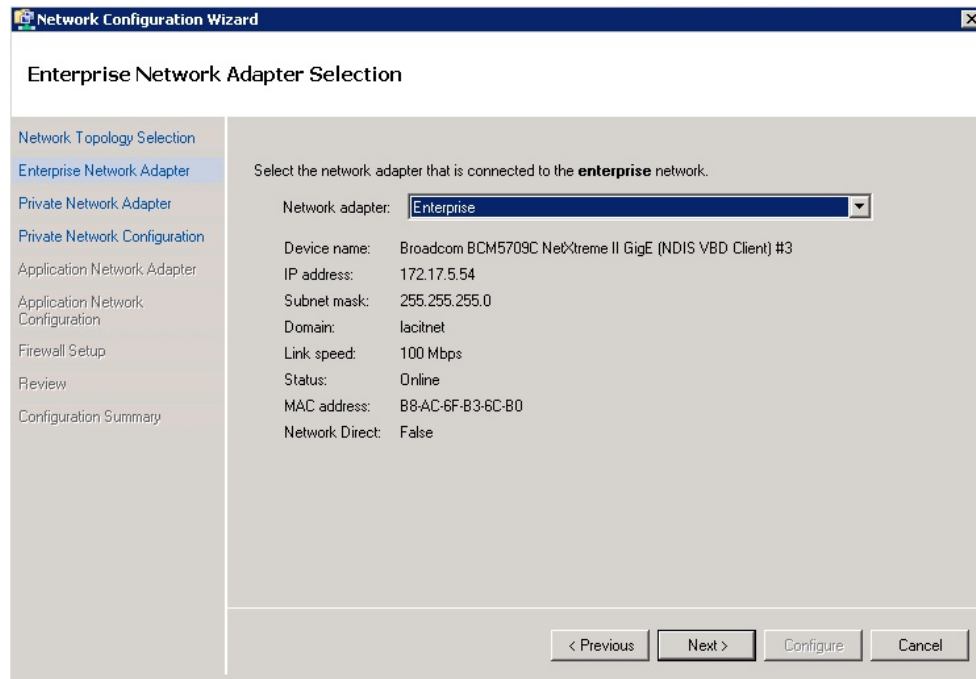 Network Configuration Wizard
Enterprise Network Adapter Selection
Network Topology Selection
Enterprise Network Adapter
Private Network Adapter
Private Network Configuration
Application Network Adapter
Application Network
Configuration
Firewall Setup
Review
Configuration Summary
Select the network adapter that is connected to the enterprise network.
Network adapter: Enterprise
Device name: Broadcom BCM5709C NetXtreme II GigE (NDIS VBD Client) #3
IP address: 172.17.5.54
Subnet mask: 255.255.255.0
Domain: lacitnet
Link speed: 100 Mbps
Status: Online
MAC address: B8-AC-6F-B3-6C-B0
Network Direct: False
< Previous Next > Configure Cancel